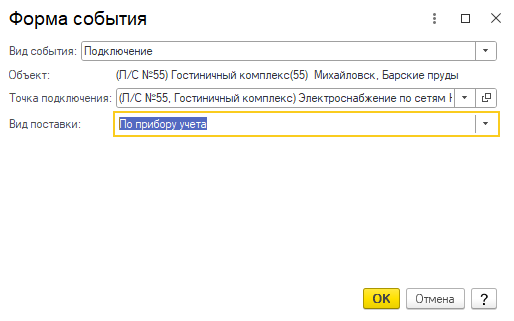 Форма события
Вид события: Подключение
Объект: (Л/С №55) Гостиничный комплекс(55) Михайловск, Барские пруды
Точка подключения: (Л/С №55, Гостиничный комплекс) Электроснабжение по сетям
Вид поставки: По прибору учета
OK Отмена ?